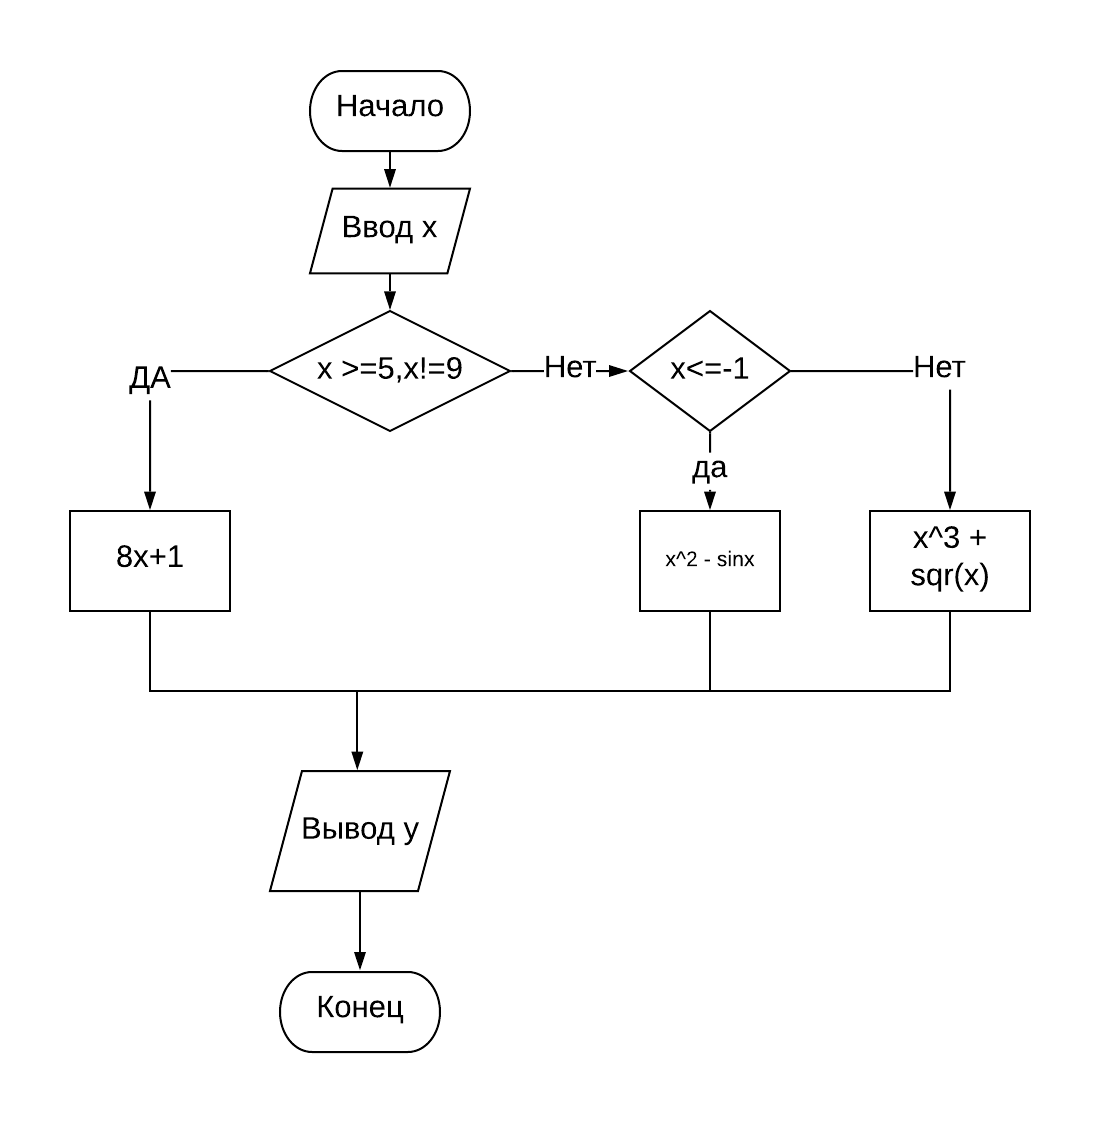 Начало
Ввод x
x >=5,x!=9
ДА
Нет
x<=-1
Нет
да
8x+1
x^2 - sinx
x^3 +
sqr(x)
Вывод y
Конец